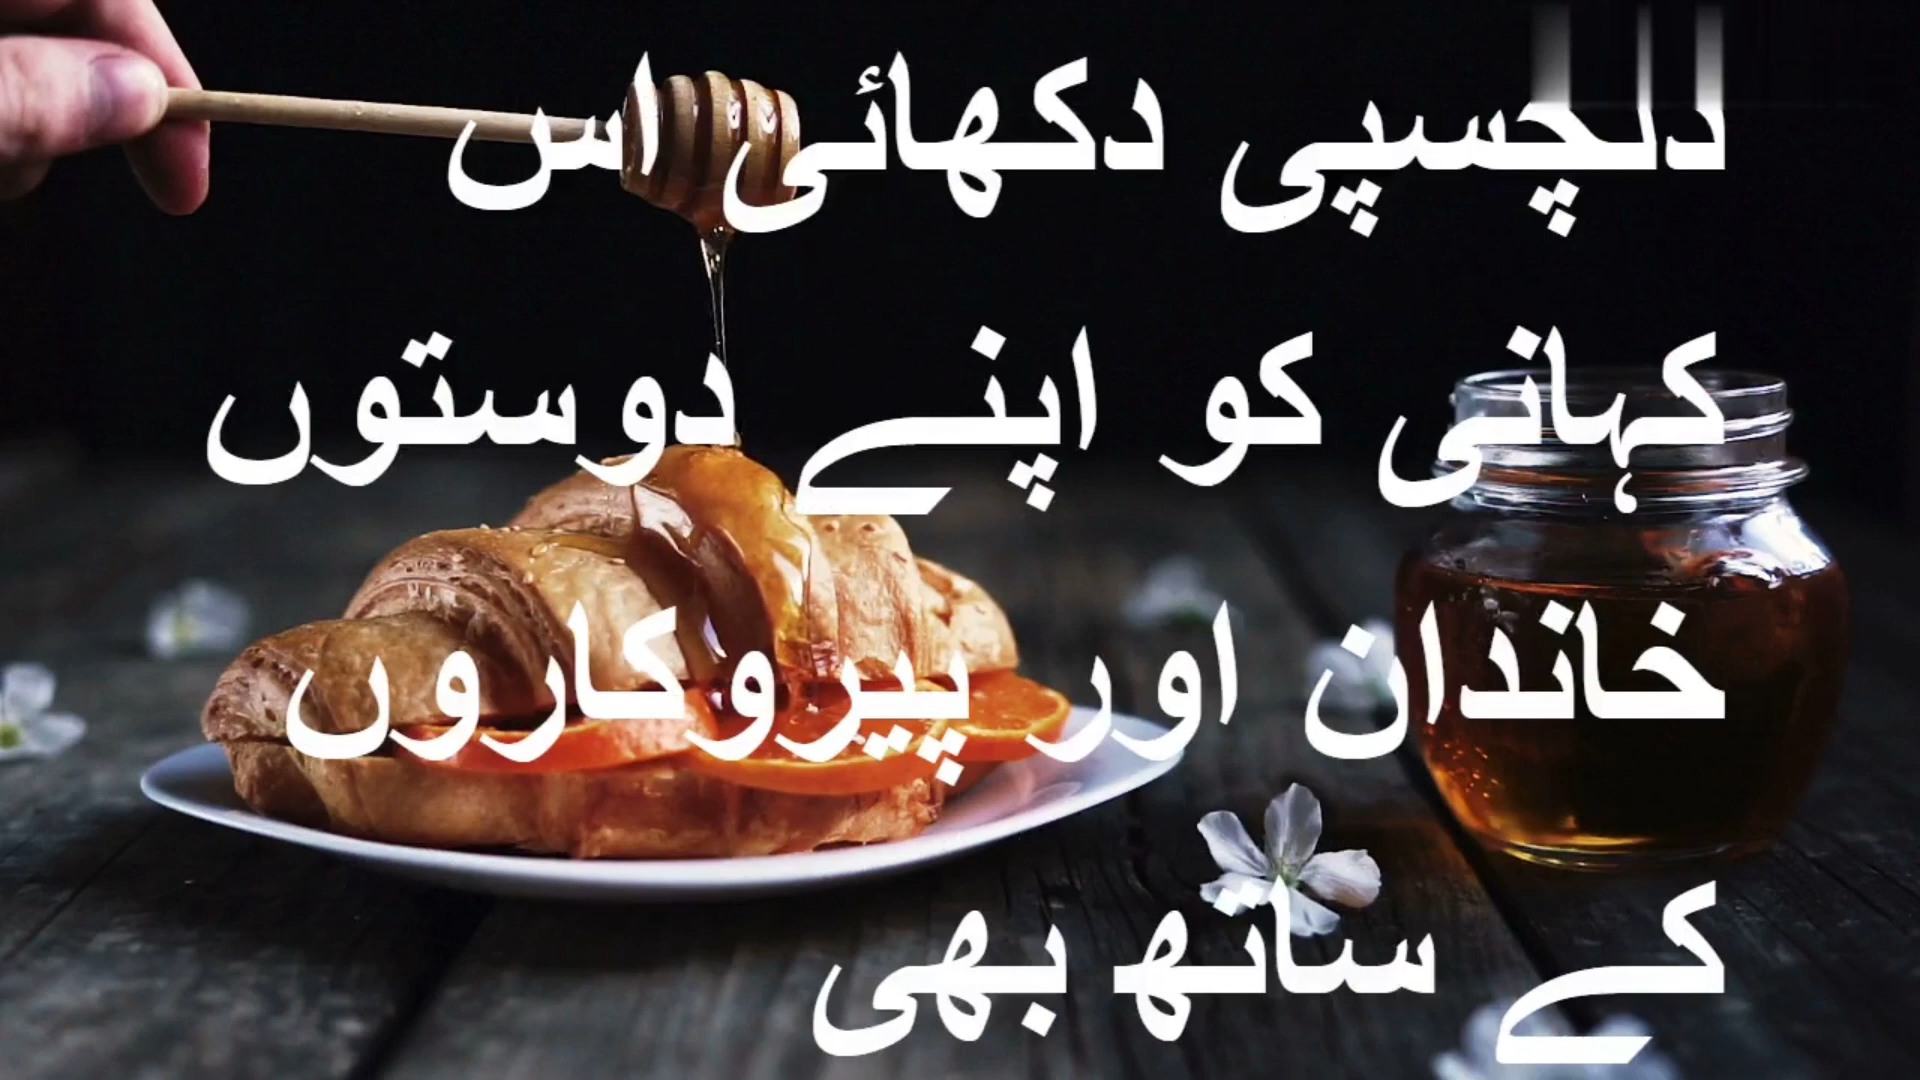 دلچسپی دکھائی اس
کہانی کو اپنے دوستوں
خاندان اور پیروکاروں
کے ساتھ بھی